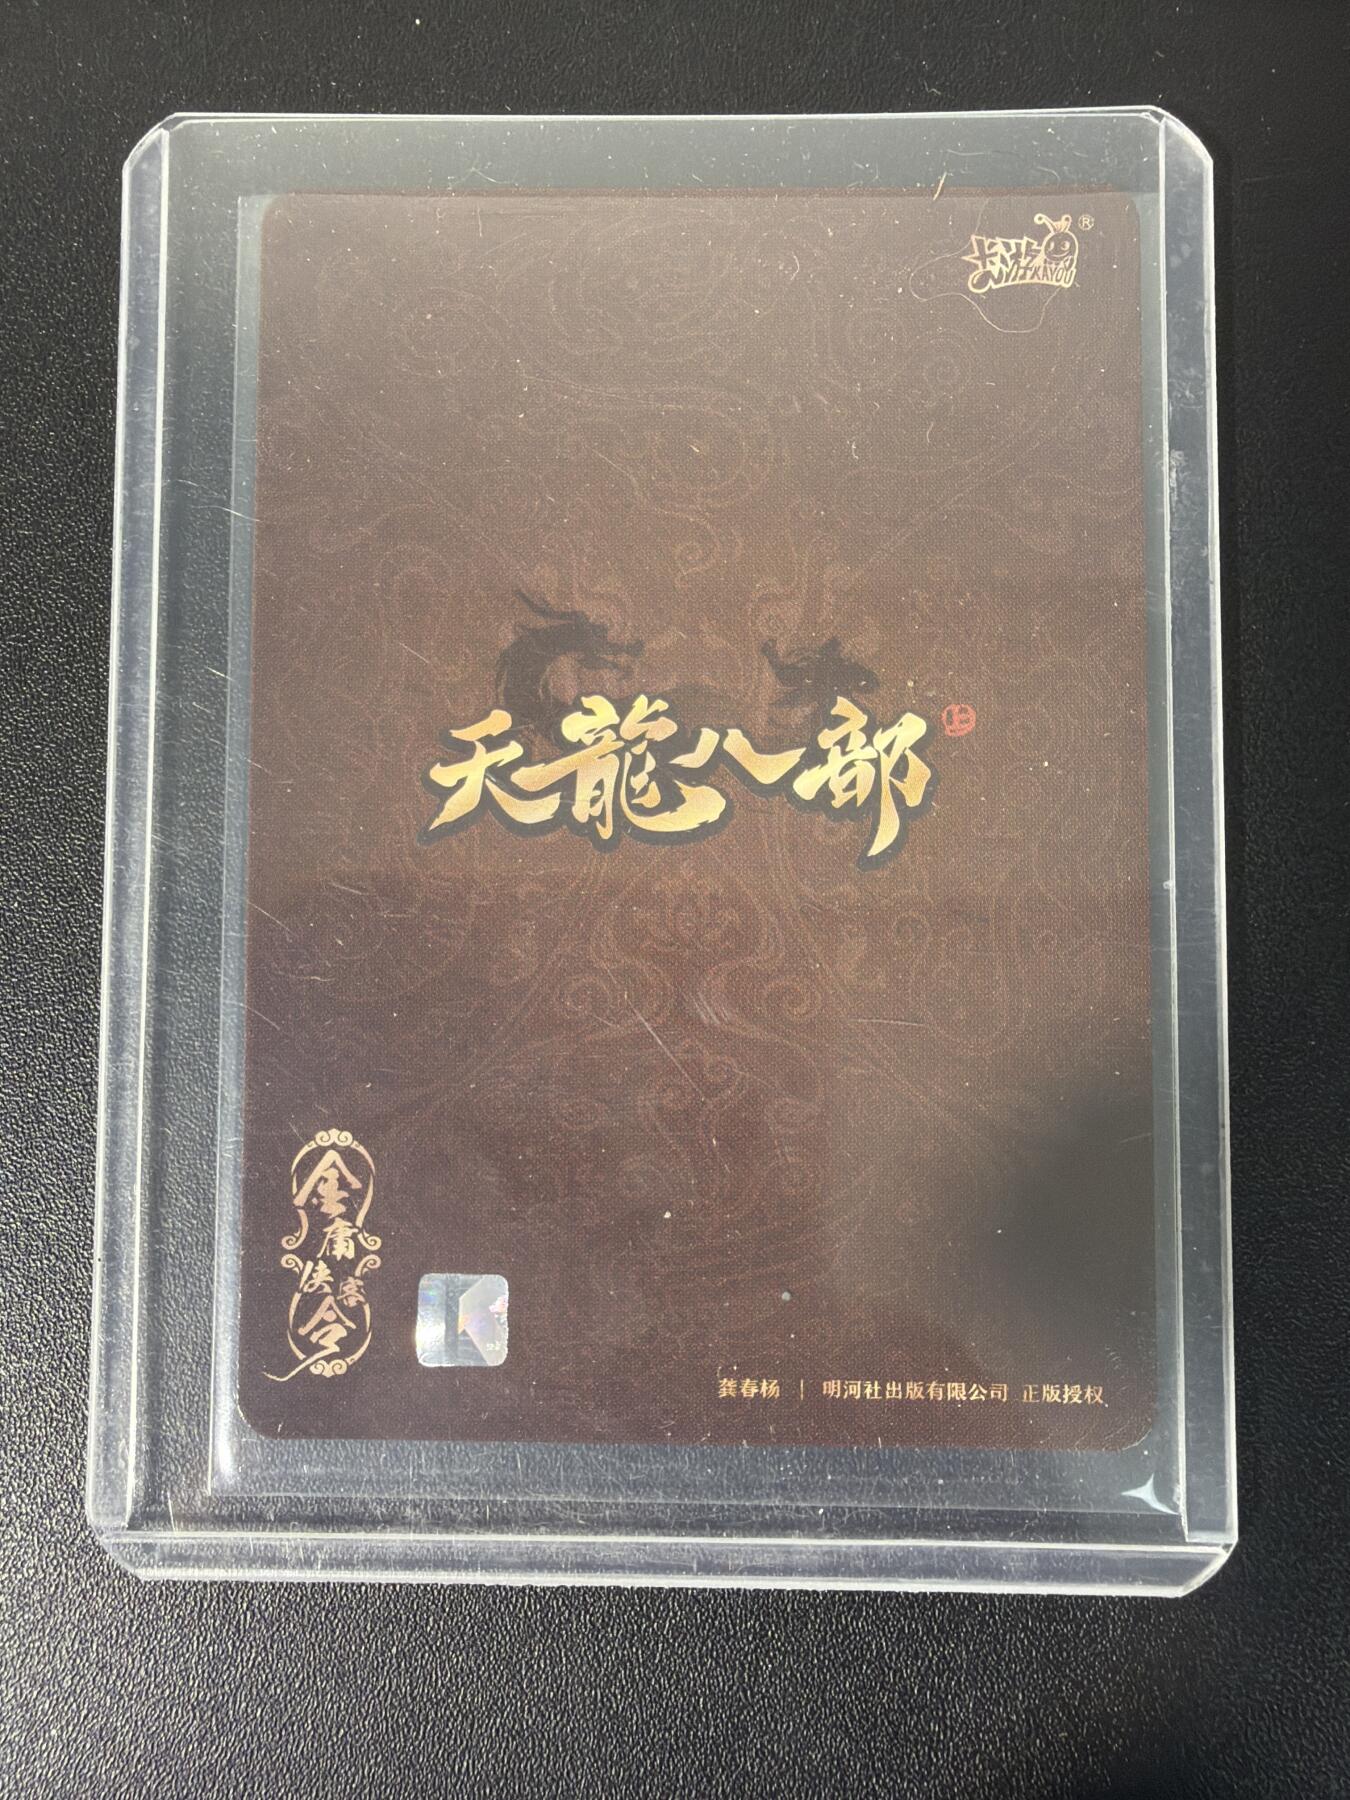 卡游 KAYOU ®
天龍八部
上
金庸
侠客
令
龚春杨 | 明河社出版有限公司 正版授权